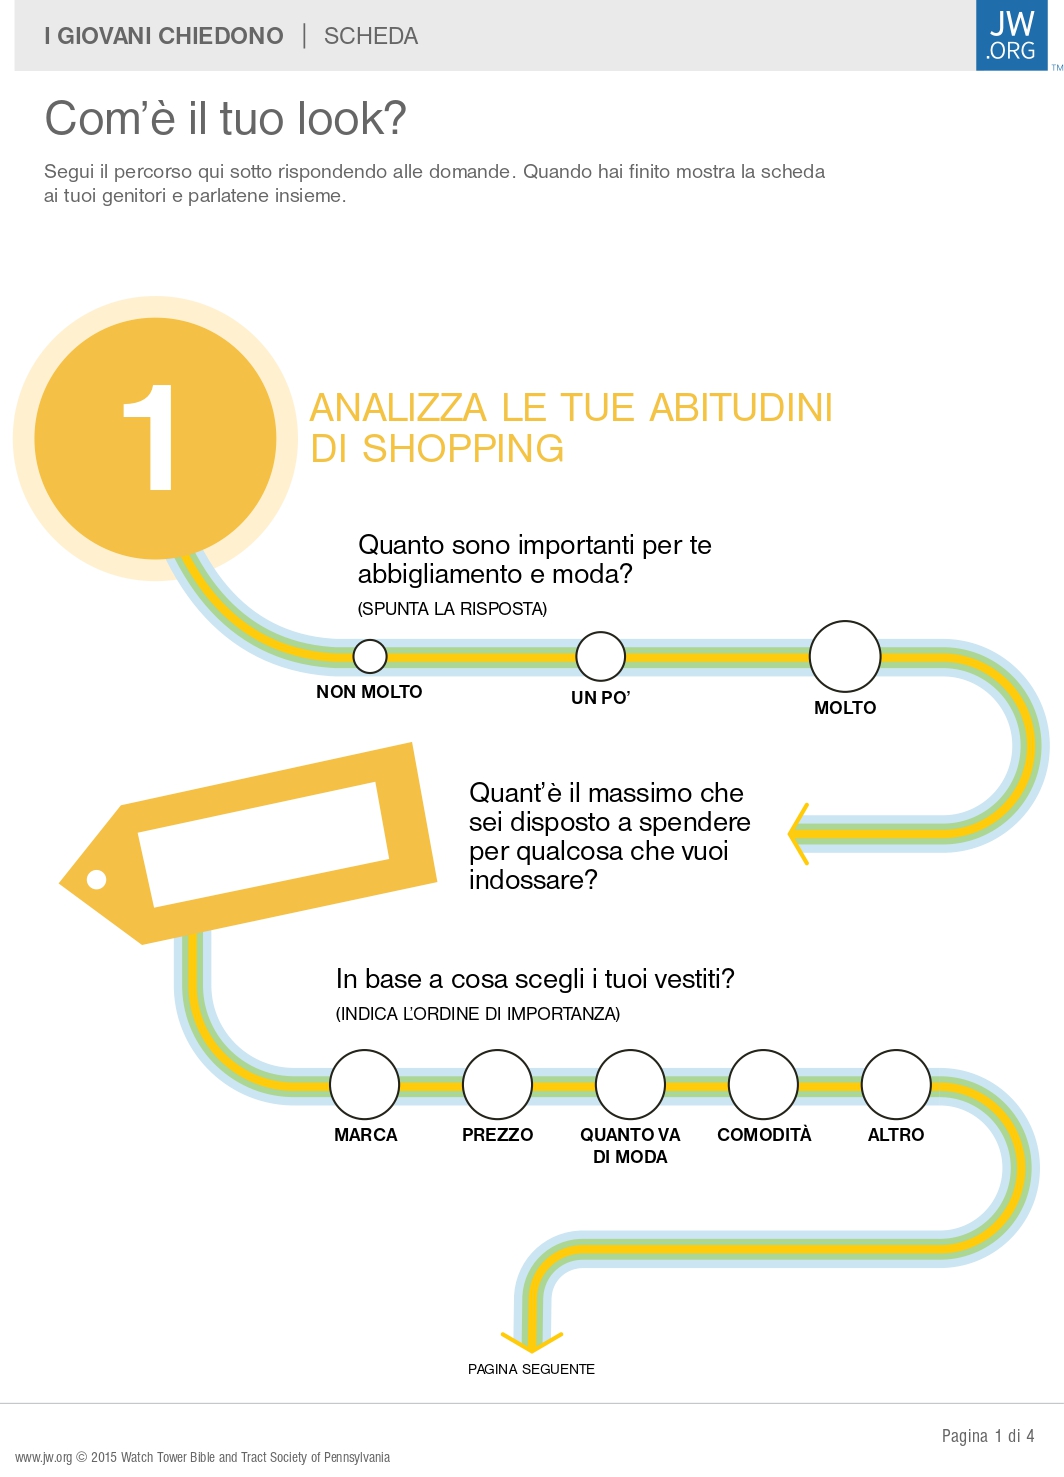 I GIOVANI CHIEDONO | SCHEDA
JW
.ORG
TM
Com’è il tuo look?
Segui il percorso qui sotto rispondendo alle domande. Quando hai finito mostra la scheda
ai tuoi genitori e parlatene insieme.
1
ANALIZZA LE TUE ABITUDINI
DI SHOPPING
Quanto sono importanti per te
abbigliamento e moda?
(SPUNTA LA RISPOSTA)
NON MOLTO
UN PO’
MOLTO
Quant’è il massimo che
sei disposto a spendere
per qualcosa che vuoi
indossare?
In base a cosa scegli i tuoi vestiti?
(INDICA L’ORDINE DI IMPORTANZA)
MARCA
PREZZO
QUANTO VA
DI MODA
COMODITÀ
ALTRO
PAGINA SEGUENTE
Pagina 1 di 4
www.jw.org © 2015 Watch Tower Bible and Tract Society of Pennsylvania